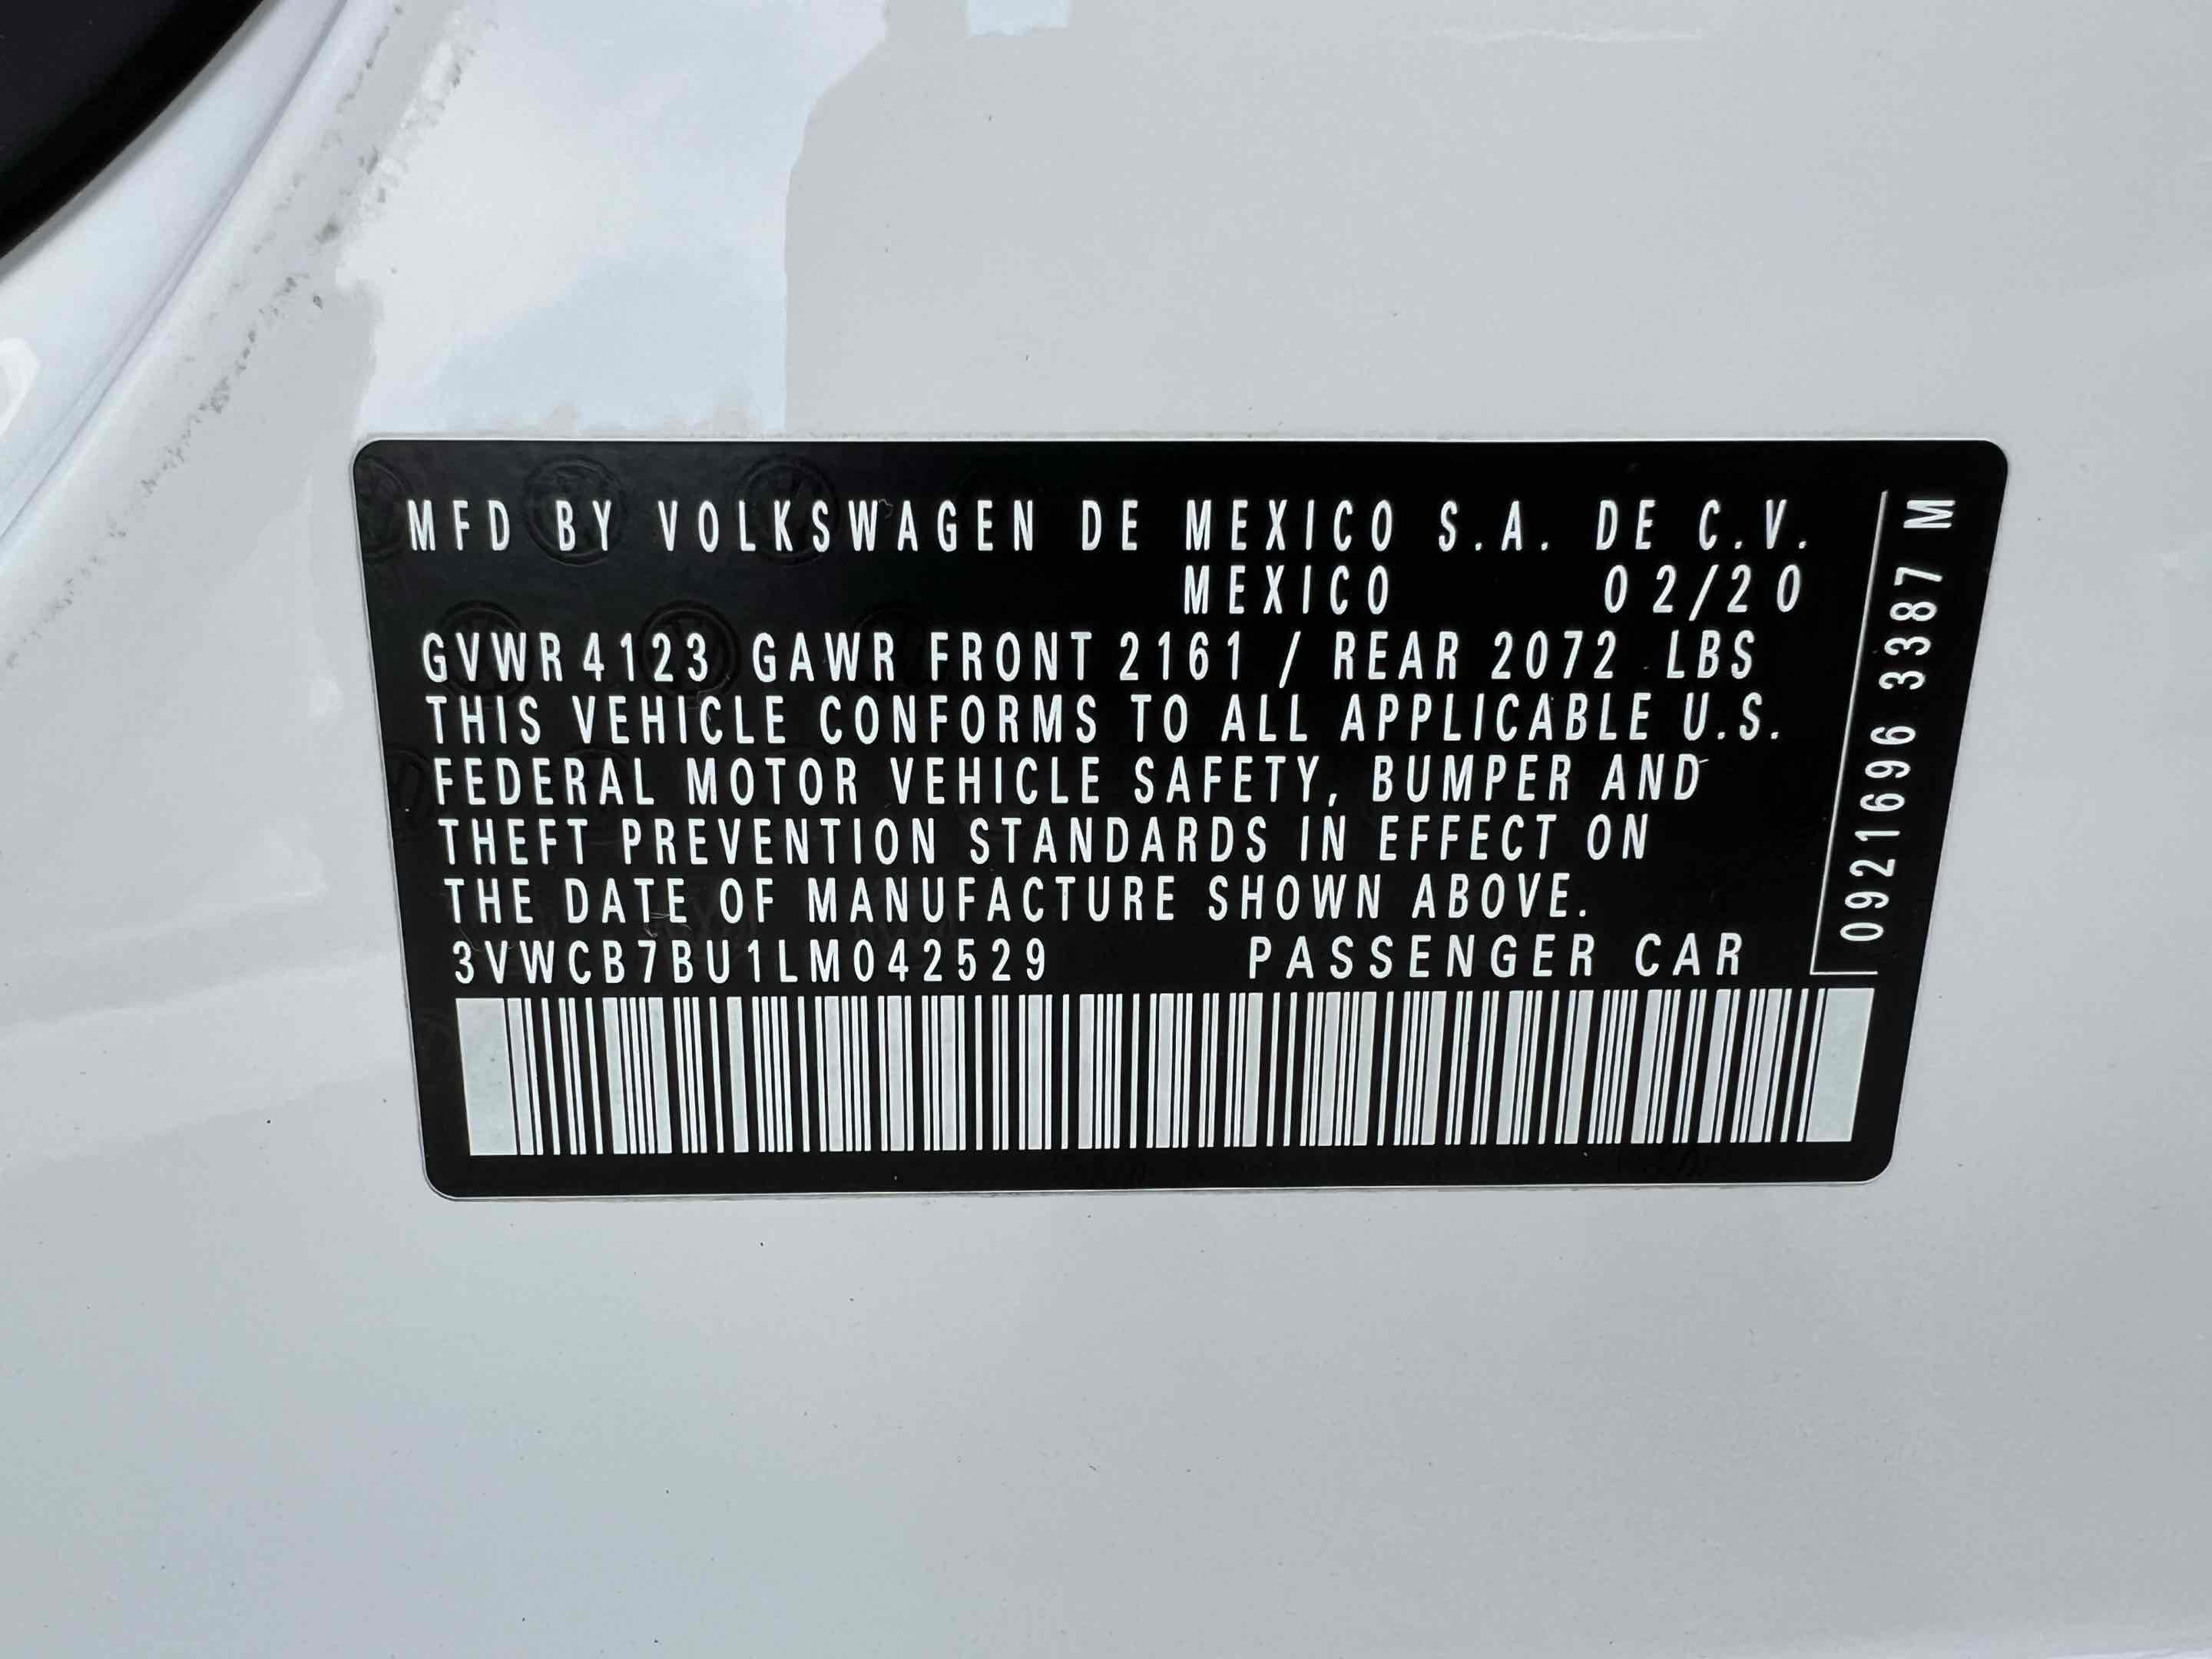 MFD BY VOLKSWAGEN DE MEXICO S.A. DE C.V.
MEXICO 02/20
GVWR 4123 GAWR FRONT 2161 / REAR 2072 LBS
THIS VEHICLE CONFORMS TO ALL APPLICABLE U.S.
FEDERAL MOTOR VEHICLE SAFETY, BUMPER AND
THEFT PREVENTION STANDARDS IN EFFECT ON
THE DATE OF MANUFACTURE SHOWN ABOVE.
3VWCB7BU1LM042529 PASSENGER CAR
0921696 3387 M